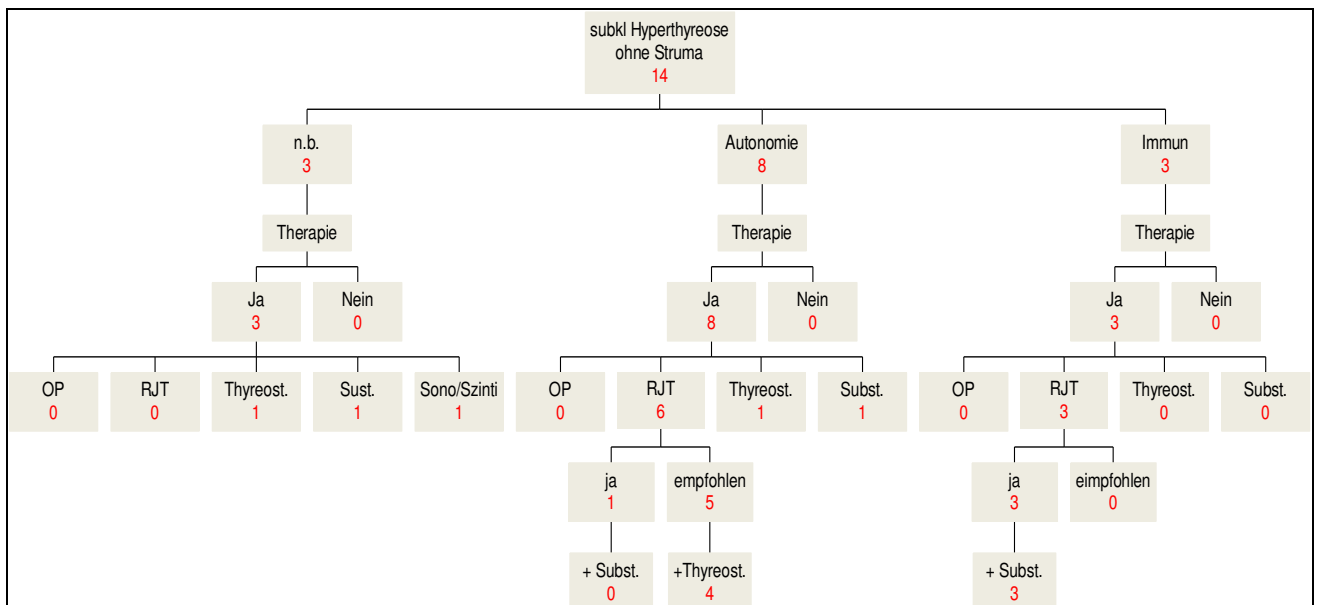 subkl Hyperthyreose
ohne Struma
14
n.b.
3
Autonomie
8
Immun
3
Therapie
Therapie
Therapie
Ja
3
Nein
0
Ja
8
Nein
0
Ja
3
Nein
0
OP
0
RJT
0
Thyreost.
1
Sust.
1
Sono/Szinti
1
OP
0
RJT
6
Thyreost.
1
Subst.
1
OP
0
RJT
3
Thyreost.
0
Subst.
0
ja
1
empfohlen
5
ja
3
eimpfohlen
0
+ Subst.
0
+Thyreost.
4
+ Subst.
3